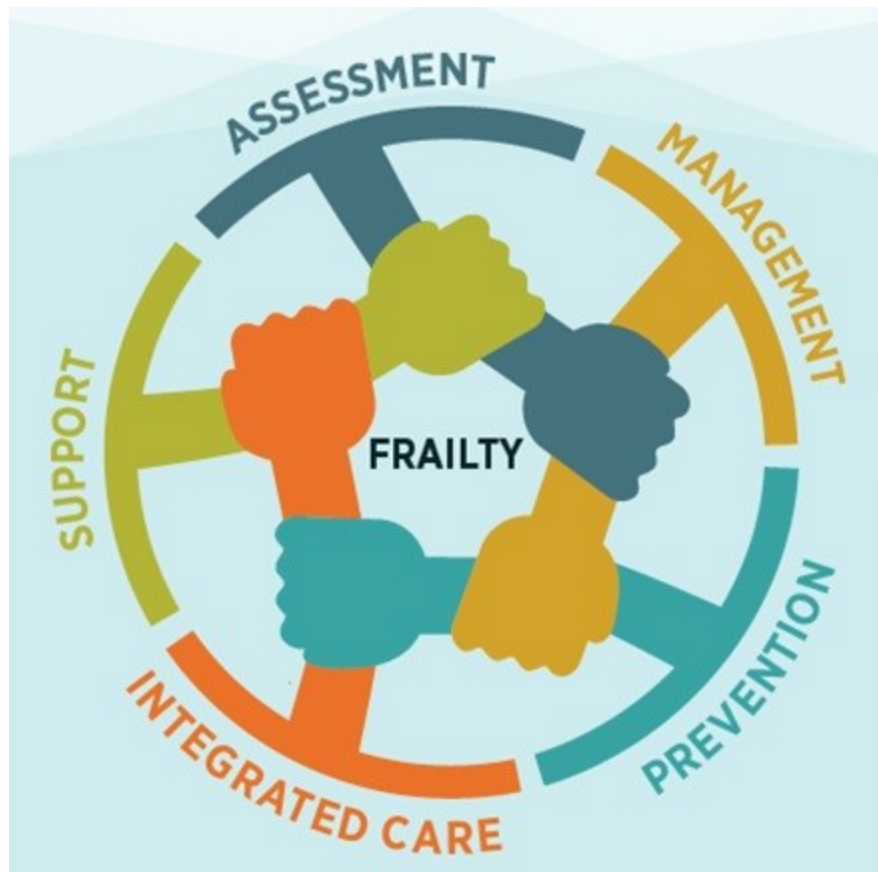 ASSESSMENT
MANAGEMENT
PREVENTION
INTEGRATED CARE
SUPPORT
FRAILTY